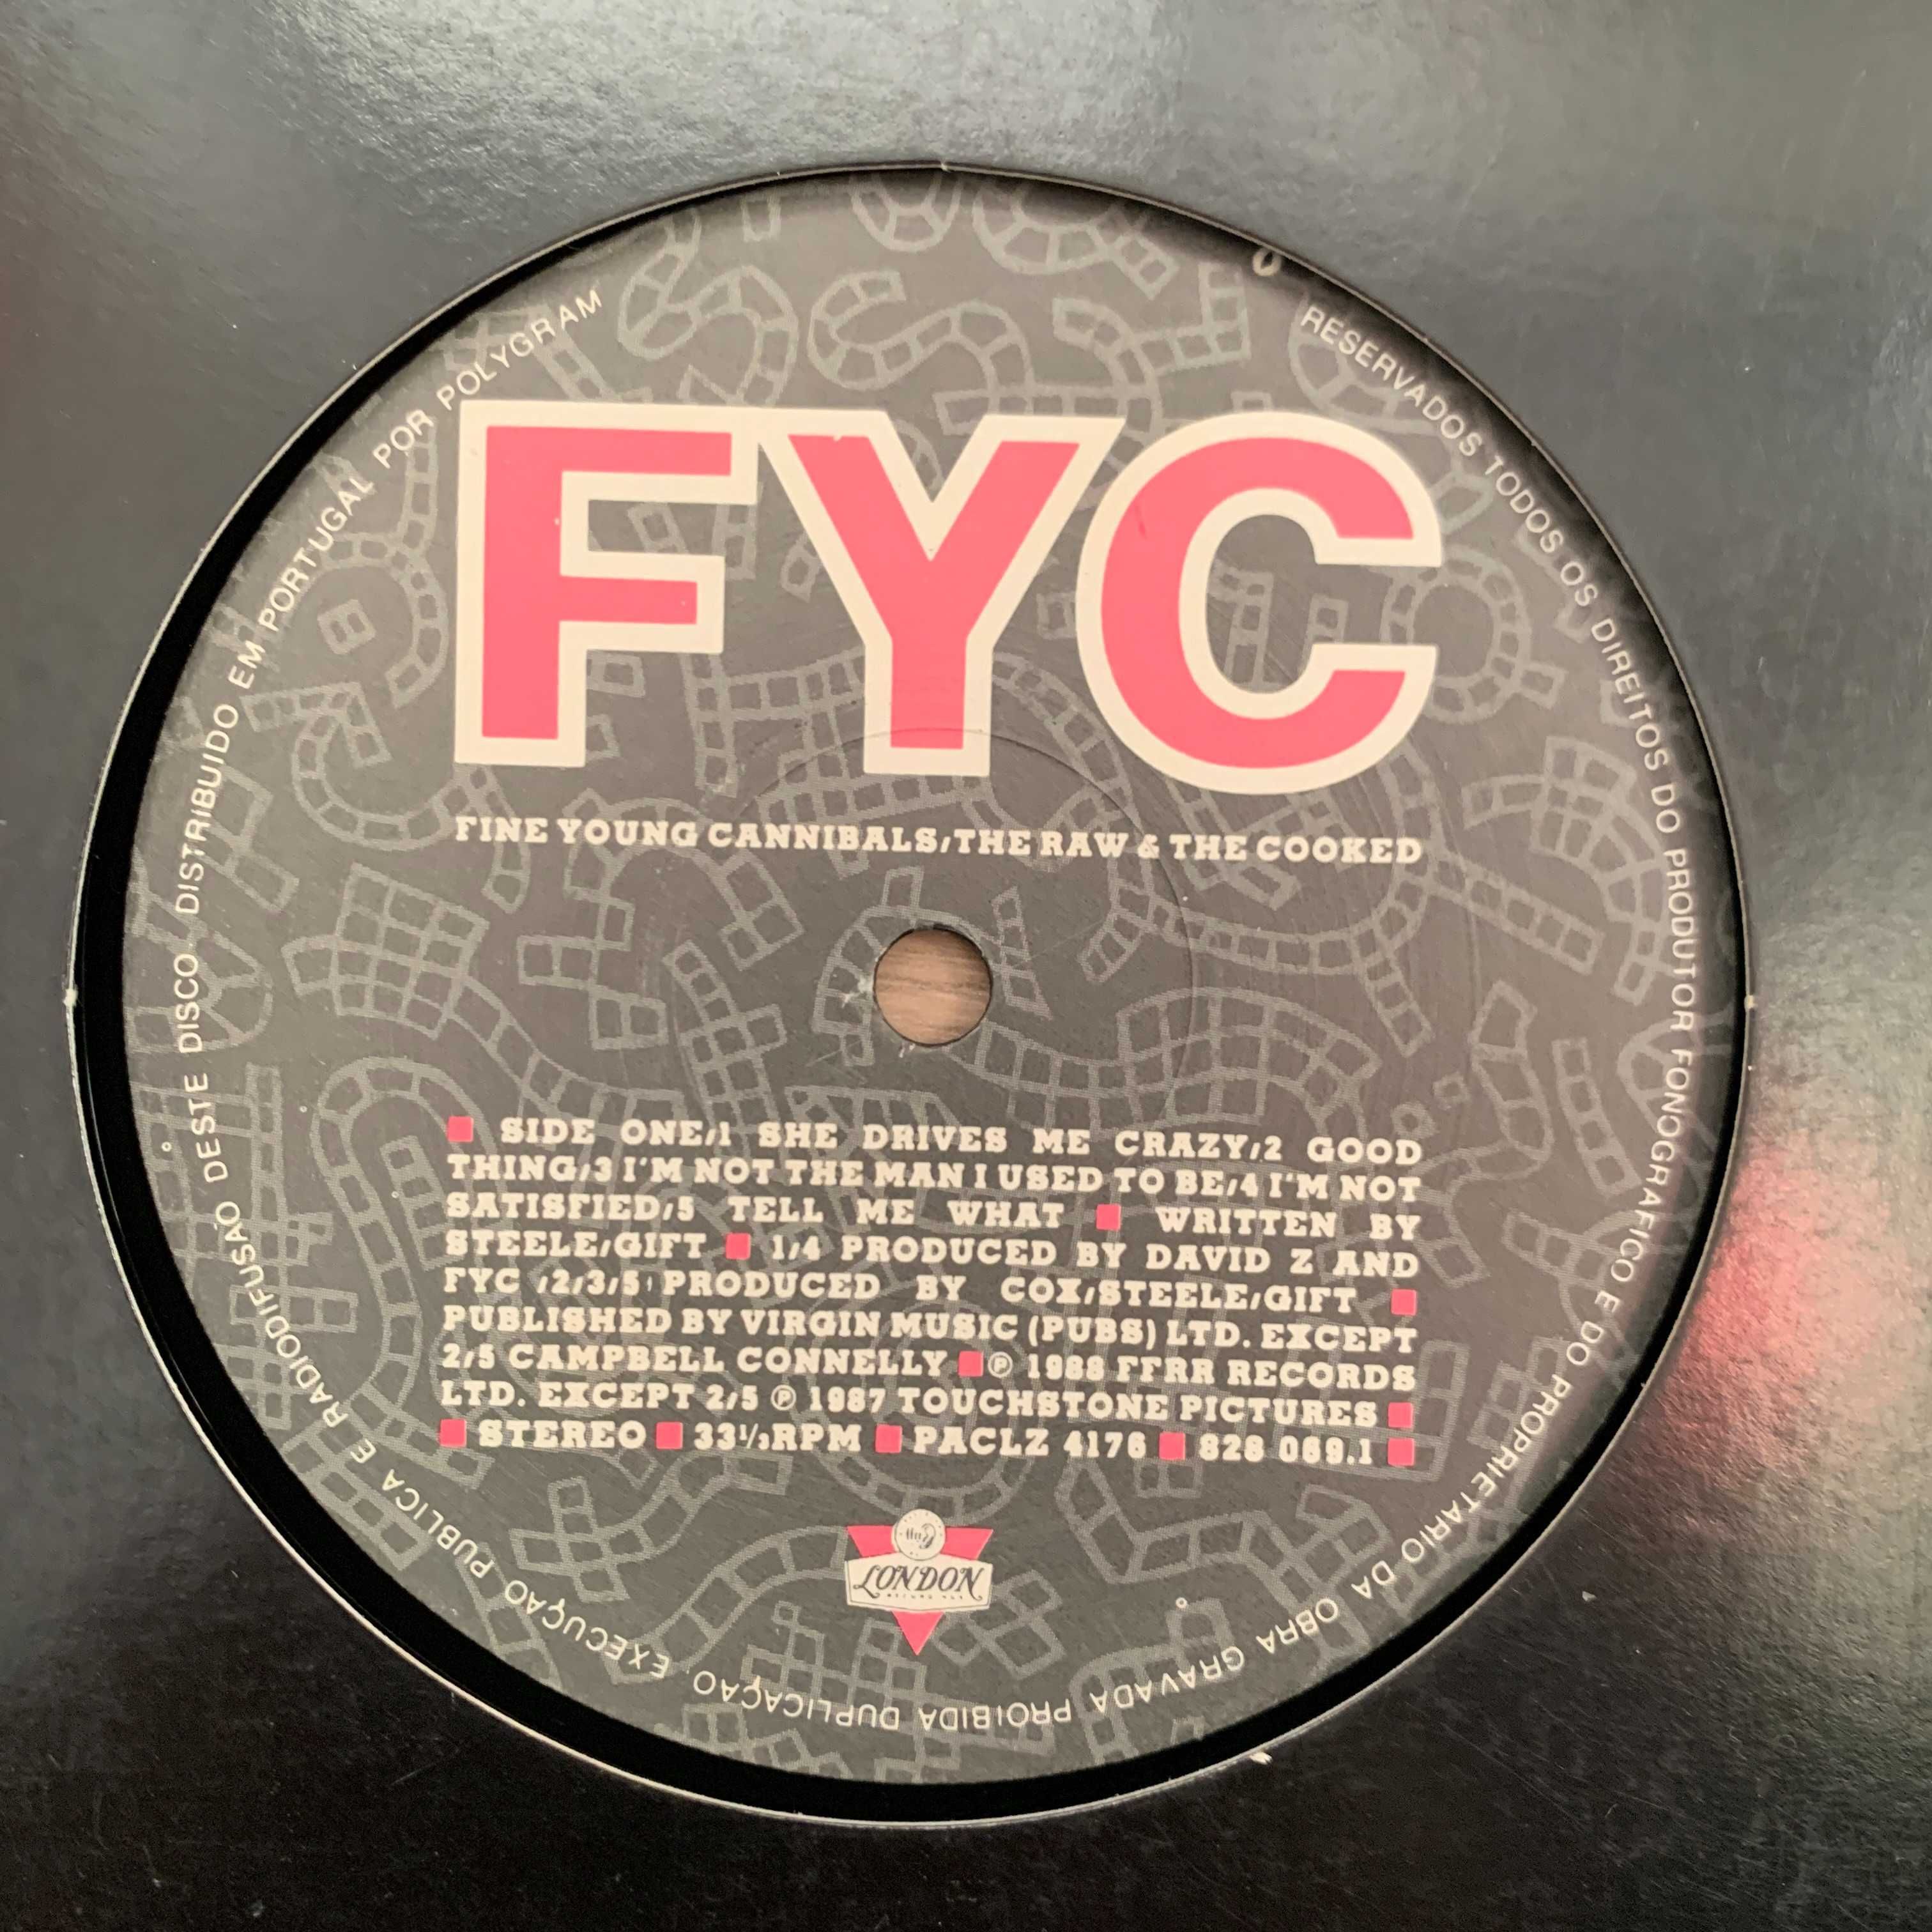 FYC
FINE YOUNG CANNIBALS/THE RAW & THE COOKED
■ SIDE ONE/1 SHE DRIVES ME CRAZY/2 GOOD
THING/3 I'M NOT THE MAN I USED TO BE/4 I'M NOT
SATISFIED/5 TELL ME WHAT ■ WRITTEN BY
STEELE/GIFT ■ 1/4 PRODUCED BY DAVID Z AND
FYC /2/3/5/ PRODUCED BY COX/STEELE/GIFT ■
PUBLISHED BY VIRGIN MUSIC (PUBS) LTD. EXCEPT
2/5 CAMPBELL CONNELLY ■ ℗ 1988 FFRR RECORDS
LTD. EXCEPT 2/5 ℗ 1987 TOUCHSTONE PICTURES ■
■ STEREO ■ 33⅓RPM ■ PACLZ 4176 ■ 828 069.1 ■
ffrr
LONDON
RESERVADOS TODOS OS DIREITOS DO PRODUTOR FONOGRAFICO E DO PROPRIETARIO DA OBRA GRAVADA PROIBIDA DUPLICAÇAO. EXECUÇAO PUBLICA E RADIODIFUSAO DESTE DISCO. DISTRIBUIDO EM PORTUGAL POR POLYGRAM